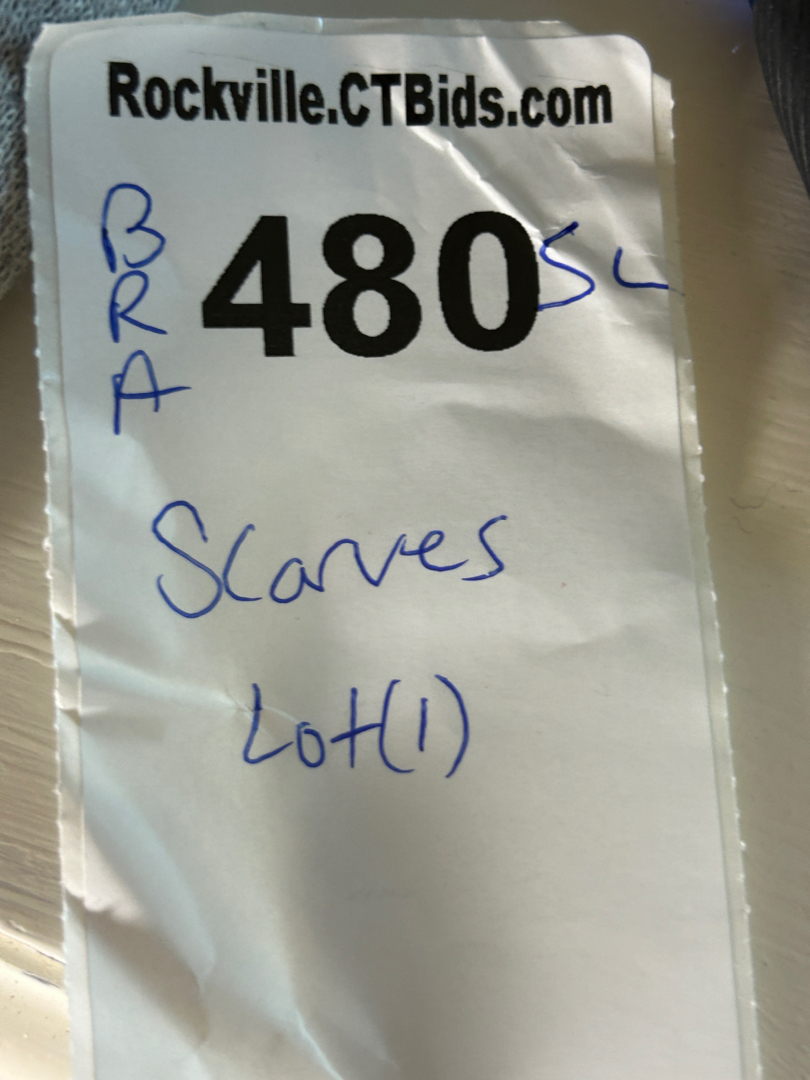 Rockville.CTBids.com
B
R
A
480 SL
Scarves
Lot(1)